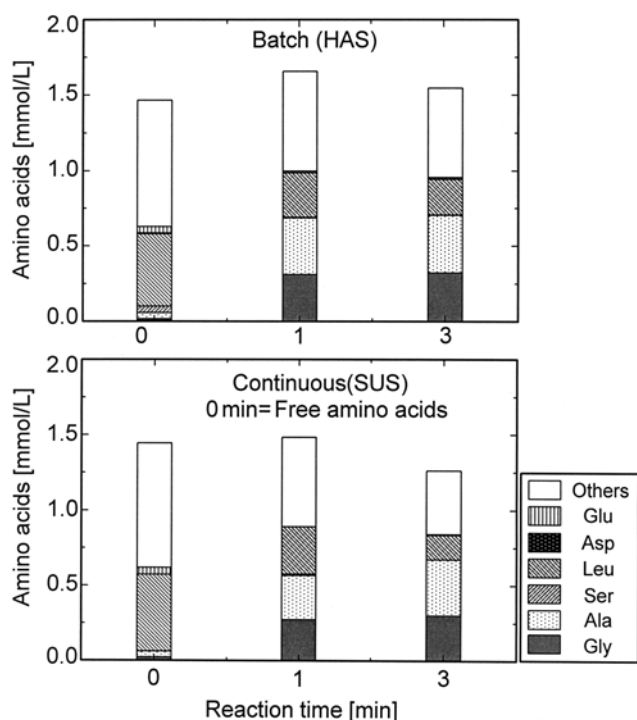 Batch (HAS)
Amino acids [mmol/L]
2.0
1.5
1.0
0.5
0.0
0 1 3
Continuous(SUS)
0 min= Free amino acids
Amino acids [mmol/L]
2.0
1.5
1.0
0.5
0.0
0 1 3
Reaction time [min]
Others
Glu
Asp
Leu
Ser
Ala
Gly